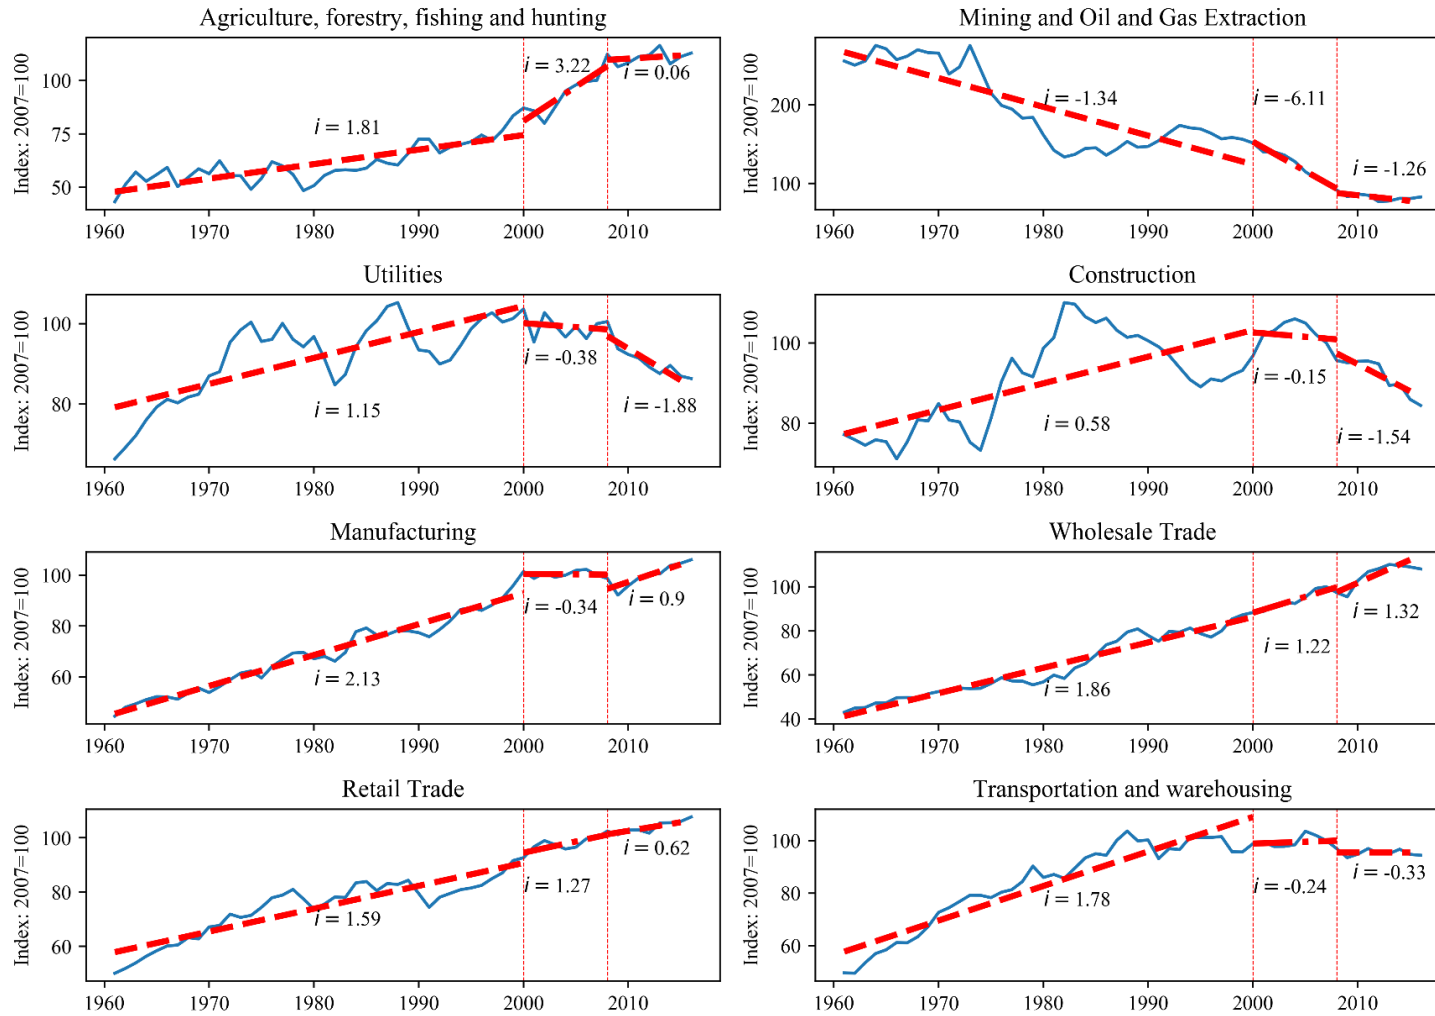 Agriculture, forestry, fishing and hunting
Index: 2007=100
100
75
50
i = 1.81
i = 3.22
i = 0.06
1960 1970 1980 1990 2000 2010
Mining and Oil and Gas Extraction
Index: 2007=100
200
100
i = -1.34
i = -6.11
i = -1.26
1960 1970 1980 1990 2000 2010
Utilities
Index: 2007=100
100
80
i = 1.15
i = -0.38
i = -1.88
1960 1970 1980 1990 2000 2010
Construction
Index: 2007=100
100
80
i = 0.58
i = -0.15
i = -1.54
1960 1970 1980 1990 2000 2010
Manufacturing
Index: 2007=100
100
80
60
i = 2.13
i = -0.34
i = 0.9
1960 1970 1980 1990 2000 2010
Wholesale Trade
Index: 2007=100
100
80
60
40
i = 1.86
i = 1.22
i = 1.32
1960 1970 1980 1990 2000 2010
Retail Trade
Index: 2007=100
100
80
60
i = 1.59
i = 1.27
i = 0.62
1960 1970 1980 1990 2000 2010
Transportation and warehousing
Index: 2007=100
100
80
60
i = 1.78
i = -0.24
i = -0.33
1960 1970 1980 1990 2000 2010